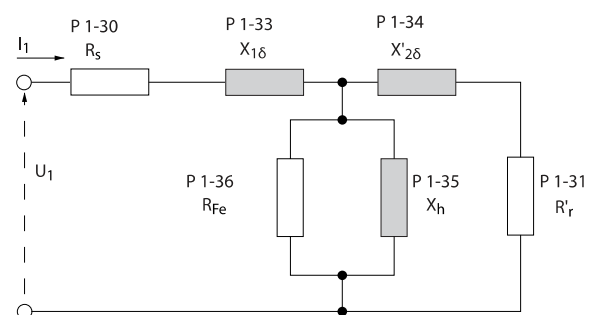 P 1-30
Rs
P 1-33
X1δ
P 1-34
X'2δ
I1
U1
P 1-36
RFe
P 1-35
Xh
P 1-31
R'r